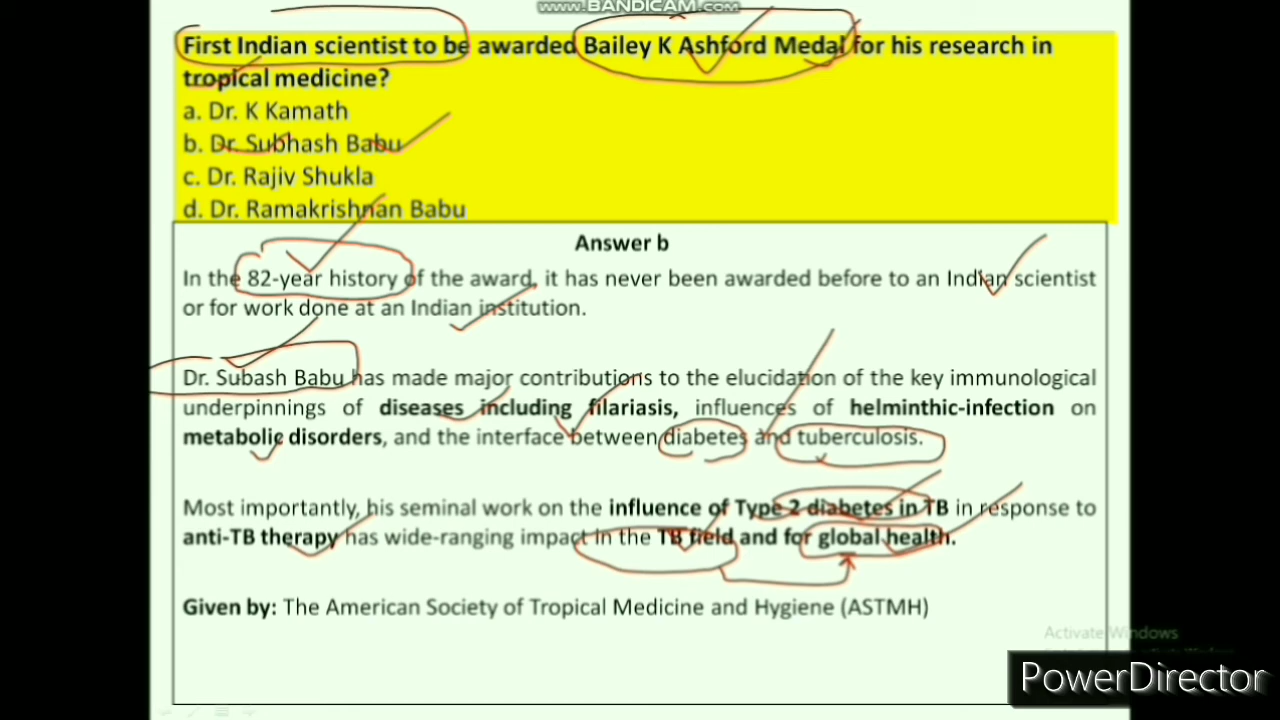 WWW.BANDICAM.COM
First Indian scientist to be awarded Bailey K Ashford Medal for his research in
tropical medicine?
a. Dr. K Kamath
b. Dr. Subhash Babu
c. Dr. Rajiv Shukla
d. Dr. Ramakrishnan Babu
Answer b
In the 82-year history of the award, it has never been awarded before to an Indian scientist
or for work done at an Indian institution.
Dr. Subash Babu has made major contributions to the elucidation of the key immunological
underpinnings of diseases including filariasis, influences of helminthic-infection on
metabolic disorders, and the interface between diabetes and tuberculosis.
Most importantly, his seminal work on the influence of Type 2 diabetes in TB in response to
anti-TB therapy has wide-ranging impact in the TB field and for global health.
Given by: The American Society of Tropical Medicine and Hygiene (ASTMH)
Activate Windows
PowerDirector